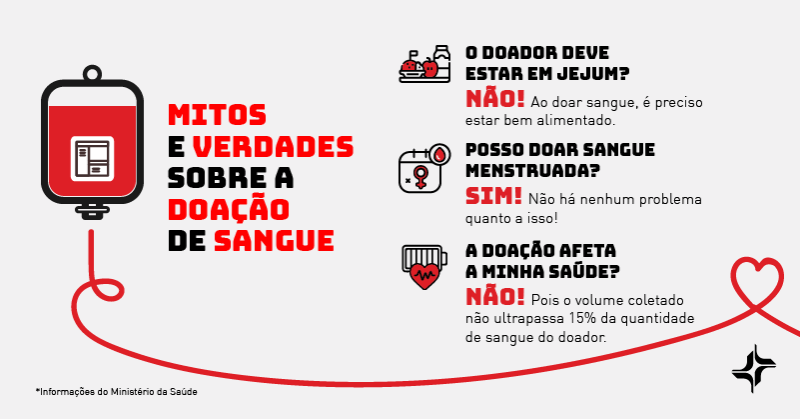 MITOS
E VERDADES
SOBRE A
DOAÇÃO
DE SANGUE
O DOADOR DEVE
ESTAR EM JEJUM?
NÃO! Ao doar sangue, é preciso
estar bem alimentado.
POSSO DOAR SANGUE
MENSTRUADA?
SIM! Não há nenhum problema
quanto a isso!
A DOAÇÃO AFETA
A MINHA SAÚDE?
NÃO! Pois o volume coletado
não ultrapassa 15% da quantidade
de sangue do doador.
*Informações do Ministério da Saúde